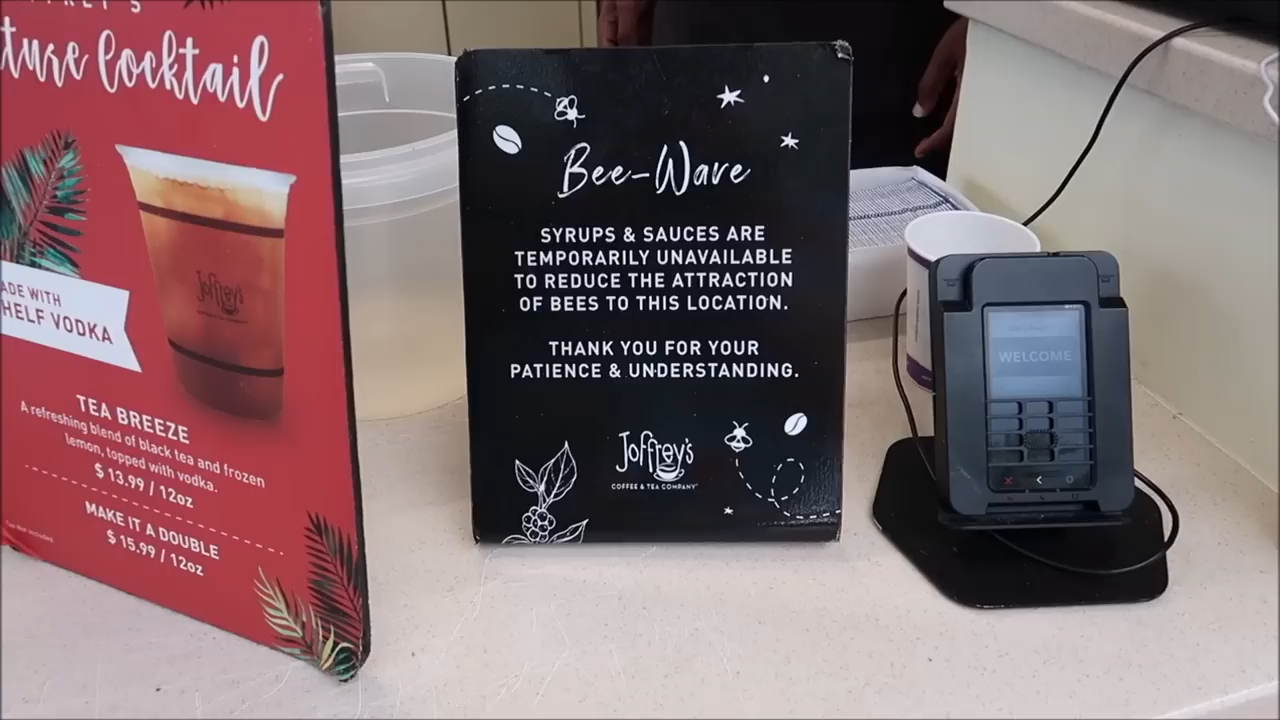 ture Cocktail
ADE WITH
HELF VODKA
Joffrey's
TEA BREEZE
A refreshing blend of black tea and frozen
lemon, topped with vodka.
$13.99 / 12oz
MAKE IT A DOUBLE
$15.99 / 12oz
Bee-Wave
SYRUPS & SAUCES ARE
TEMPORARILY UNAVAILABLE
TO REDUCE THE ATTRACTION
OF BEES TO THIS LOCATION.
THANK YOU FOR YOUR
PATIENCE & UNDERSTANDING.
Joffrey's
COFFEE & TEA COMPANY
WELCOME